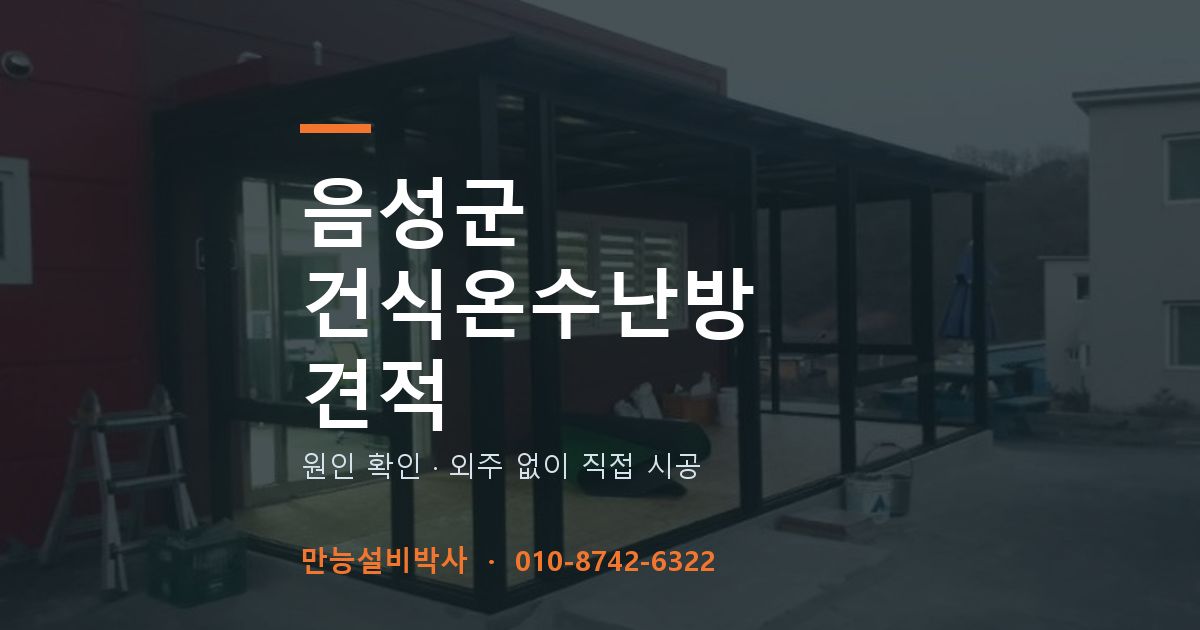 음성군
건식온수난방
견적
원인 확인 · 외주 없이 직접 시공
만능설비박사 · 010-8742-6322